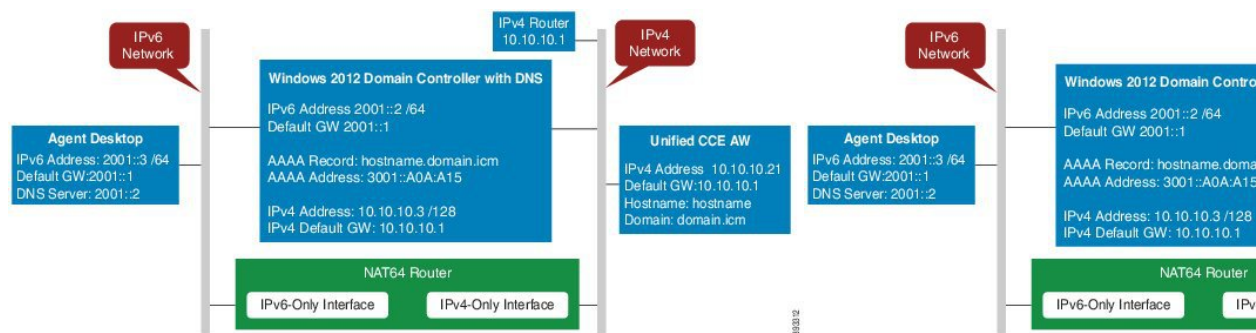 IPv6
Network
IPv4 Router
10.10.10.1
IPv4
Network
Windows 2012 Domain Controller with DNS
IPv6 Address 2001::2 /64
Default GW 2001::1
AAAA Record: hostname.domain.icm
AAAA Address: 3001::A0A:A15
IPv4 Address: 10.10.10.3 /128
IPv4 Default GW: 10.10.10.1
Agent Desktop
IPv6 Address: 2001::3 /64
Default GW:2001::1
DNS Server: 2001::2
Unified CCE AW
IPv4 Address 10.10.10.21
Default GW:10.10.10.1
Hostname: hostname
Domain: domain.icm
NAT64 Router
IPv6-Only Interface
IPv4-Only Interface
IPv6
Network
Windows 2012 Domain Contro
IPv6 Address 2001::2 /64
Default GW 2001::1
AAAA Record: hostname.doma
AAAA Address: 3001::A0A:A15
IPv4 Address: 10.10.10.3 /128
IPv4 Default GW: 10.10.10.1
Agent Desktop
IPv6 Address: 2001::3 /64
Default GW:2001::1
DNS Server: 2001::2
NAT64 Router
IPv6-Only Interface